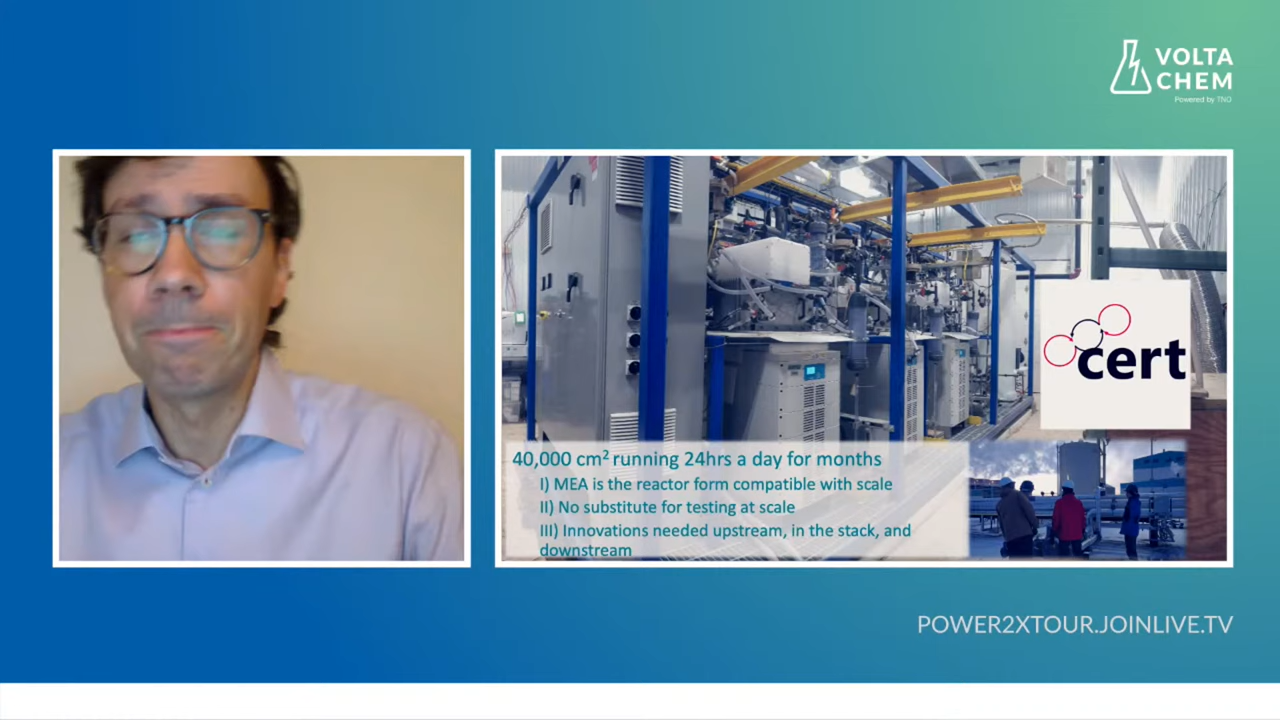 VOLTA
CHEM
Powered by TNO
cert
40,000 cm² running 24hrs a day for months
I) MEA is the reactor form compatible with scale
II) No substitute for testing at scale
III) Innovations needed upstream, in the stack, and
downstream
POWER2XTOUR.JOINLIVE.TV